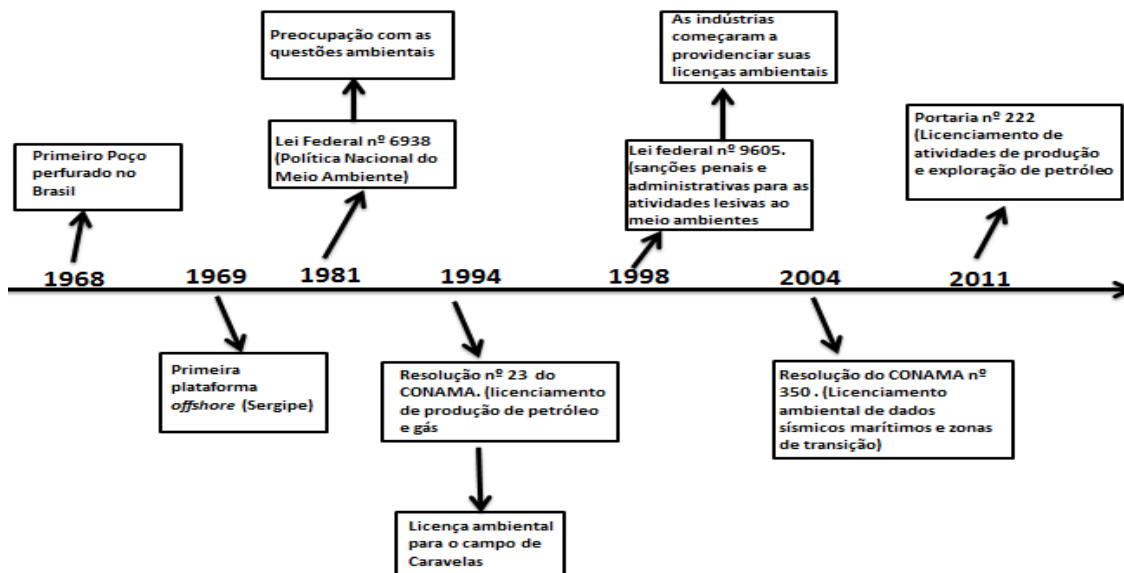 Preocupação com as
questões ambientais
As indústrias
começaram a
providenciar suas
licenças ambientais
Primeiro Poço
perfurado no
Brasil
Lei Federal nº 6938
(Política Nacional do
Meio Ambiente)
Lei federal nº 9605.
(sanções penais e
administrativas para as
atividades lesivas ao
meio ambientes
Portaria nº 222
(Licenciamento de
atividades de produção
e exploração de petróleo
1968
1969
1981
1994
1998
2004
2011
Primeira
plataforma
offshore (Sergipe)
Resolução nº 23 do
CONAMA. (licenciamento
de produção de petróleo
e gás
Resolução do CONAMA nº
350 . (Licenciamento
ambiental de dados
sísmicos marítimos e zonas
de transição)
Licença ambiental
para o campo de
Caravelas